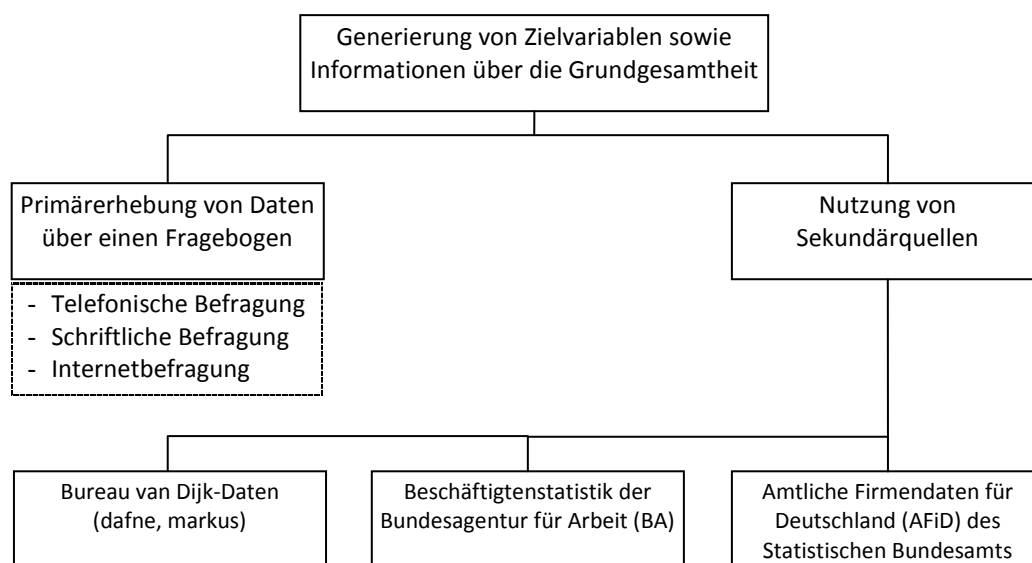 Generierung von Zielvariablen sowie
Informationen über die Grundgesamtheit
Primärerhebung von Daten
über einen Fragebogen
- Telefonische Befragung
- Schriftliche Befragung
- Internetbefragung
Nutzung von
Sekundärquellen
Bureau van Dijk-Daten
(dafne, markus)
Beschäftigtenstatistik der
Bundesagentur für Arbeit (BA)
Amtliche Firmendaten für
Deutschland (AFiD) des
Statistischen Bundesamts